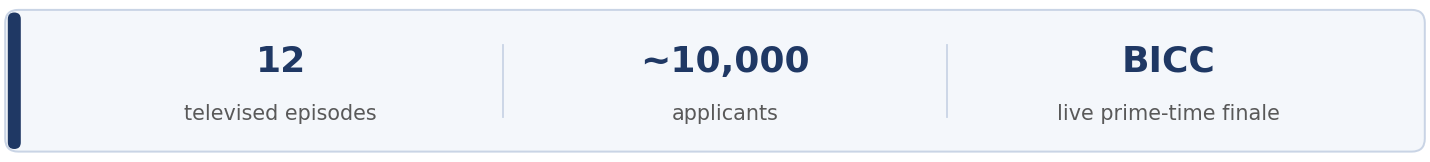 12
televised episodes
~10,000
applicants
BICC
live prime-time finale